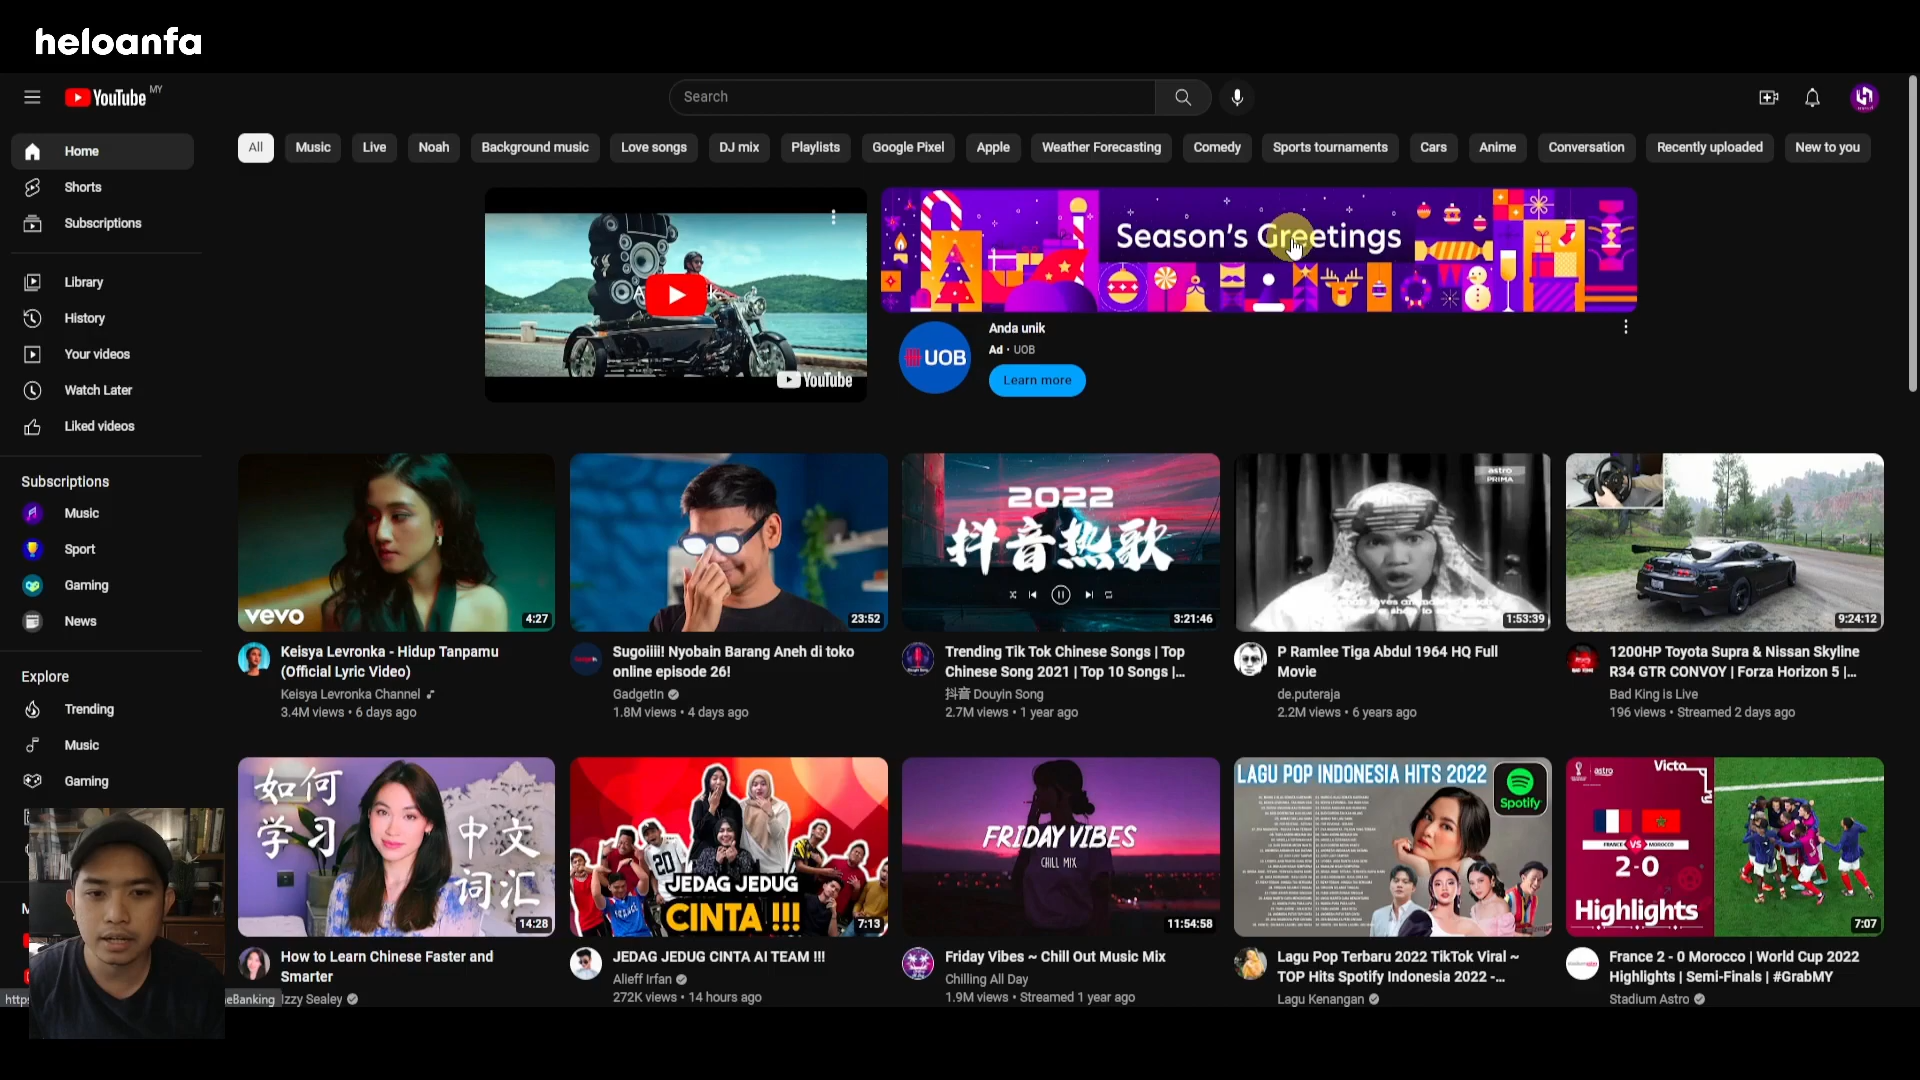 heloanfa
YouTube MY
Search
Home
Shorts
Subscriptions
Library
History
Your videos
Watch Later
Liked videos
Subscriptions
Music
Sport
Gaming
News
Explore
Trending
Music
Gaming
All Music Live Noah Background music Love songs DJ mix Playlists Google Pixel Apple Weather Forecasting Comedy Sports tournaments Cars Anime Conversation Recently uploaded New to you
YouTube
Season's Greetings
UOB
Anda unik
Ad • UOB
Learn more
vevo
4:27
Keisya Levronka - Hidup Tanpamu
(Official Lyric Video)
Keisya Levronka Channel
3.4M views • 6 days ago
23:52
Sugoiiii! Nyobain Barang Aneh di toko
online episode 26!
GadgetIn
1.8M views • 4 days ago
2022
抖音热歌
3:21:46
Trending Tik Tok Chinese Songs | Top
Chinese Song 2021 | Top 10 Songs |...
抖音 Douyin Song
2.7M views • 1 year ago
astro
PRIMA
1:53:39
P Ramlee Tiga Abdul 1964 HQ Full
Movie
de.puteraja
2.2M views • 6 years ago
9:24:12
1200HP Toyota Supra & Nissan Skyline
R34 GTR CONVOY | Forza Horizon 5 |...
Bad King is Live
196 views • Streamed 2 days ago
如何
学习
中文
词汇
14:28
How to Learn Chinese Faster and
Smarter
Izzy Sealey
20
JEDAG JEDUG
CINTA !!!
7:13
JEDAG JEDUG CINTA AI TEAM !!!
Alieff Irfan
272K views • 14 hours ago
FRIDAY VIBES
CHILL MIX
11:54:58
Friday Vibes ~ Chill Out Music Mix
Chilling All Day
1.9M views • Streamed 1 year ago
LAGU POP INDONESIA HITS 2022
Spotify
Lagu Pop Terbaru 2022 TikTok Viral ~
TOP Hits Spotify Indonesia 2022 -...
Lagu Kenangan
astro
Victory
FRANCE VS MOROCCO
2-0
Highlights
7:07
France 2 - 0 Morocco | World Cup 2022
Highlights | Semi-Finals | #GrabMY
Stadium Astro
https
eBanking